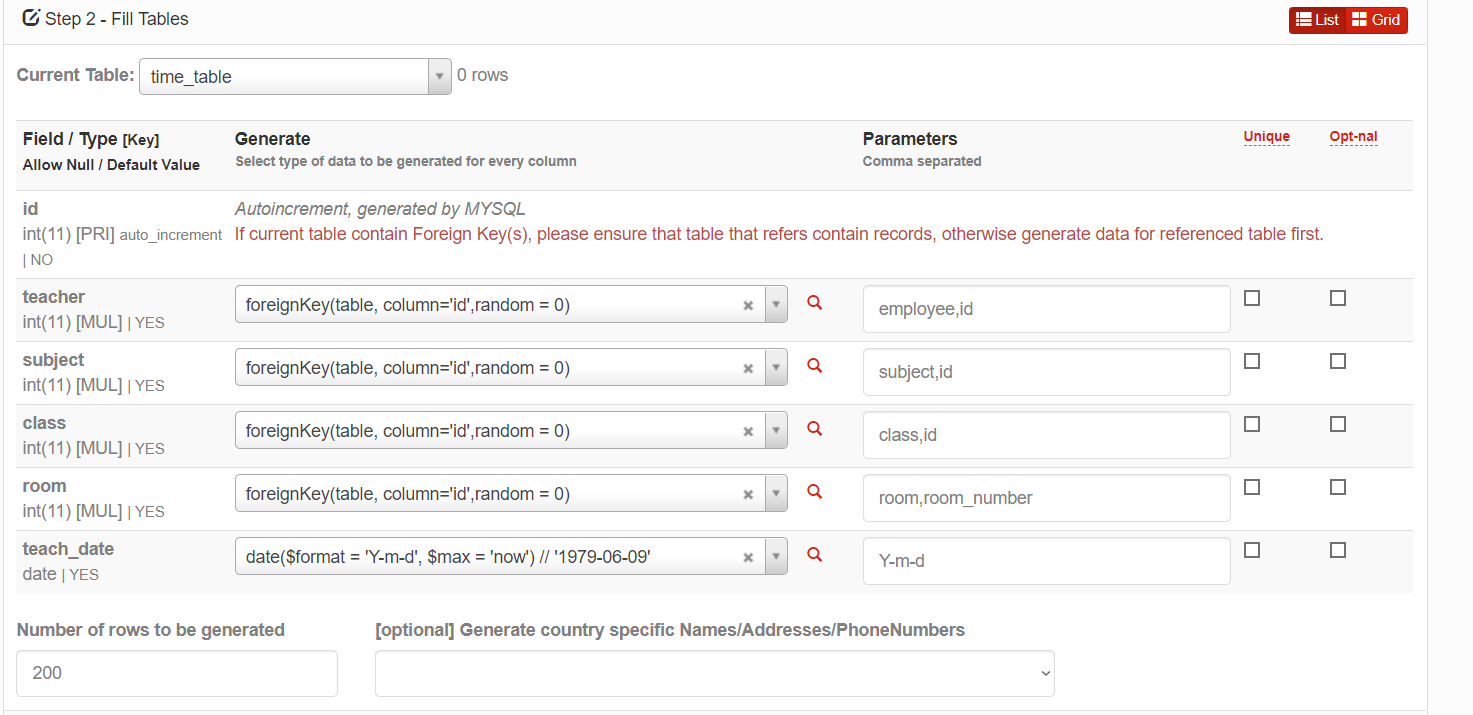 Step 2 - Fill Tables
List Grid
Current Table: time_table 0 rows
Field / Type [Key] Generate Parameters Unique Opt-nal
Allow Null / Default Value Select type of data to be generated for every column Comma separated
id Autoincrement, generated by MYSQL
int(11) [PRI] auto_increment If current table contain Foreign Key(s), please ensure that table that refers contain records, otherwise generate data for referenced table first.
| NO
teacher foreignKey(table, column='id',random = 0) employee,id
int(11) [MUL] | YES
subject foreignKey(table, column='id',random = 0) subject,id
int(11) [MUL] | YES
class foreignKey(table, column='id',random = 0) class,id
int(11) [MUL] | YES
room foreignKey(table, column='id',random = 0) room,room_number
int(11) [MUL] | YES
teach_date date($format = 'Y-m-d', $max = 'now') // '1979-06-09' Y-m-d
date | YES
Number of rows to be generated [optional] Generate country specific Names/Addresses/PhoneNumbers
200